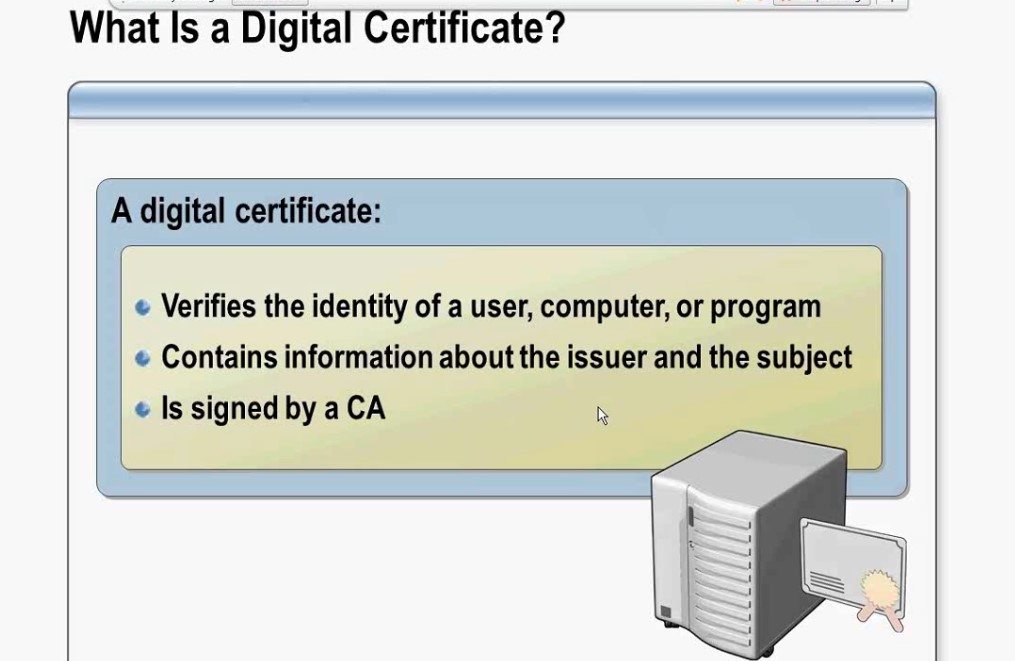 What Is a Digital Certificate?
A digital certificate:
Verifies the identity of a user, computer, or program
Contains information about the issuer and the subject
Is signed by a CA